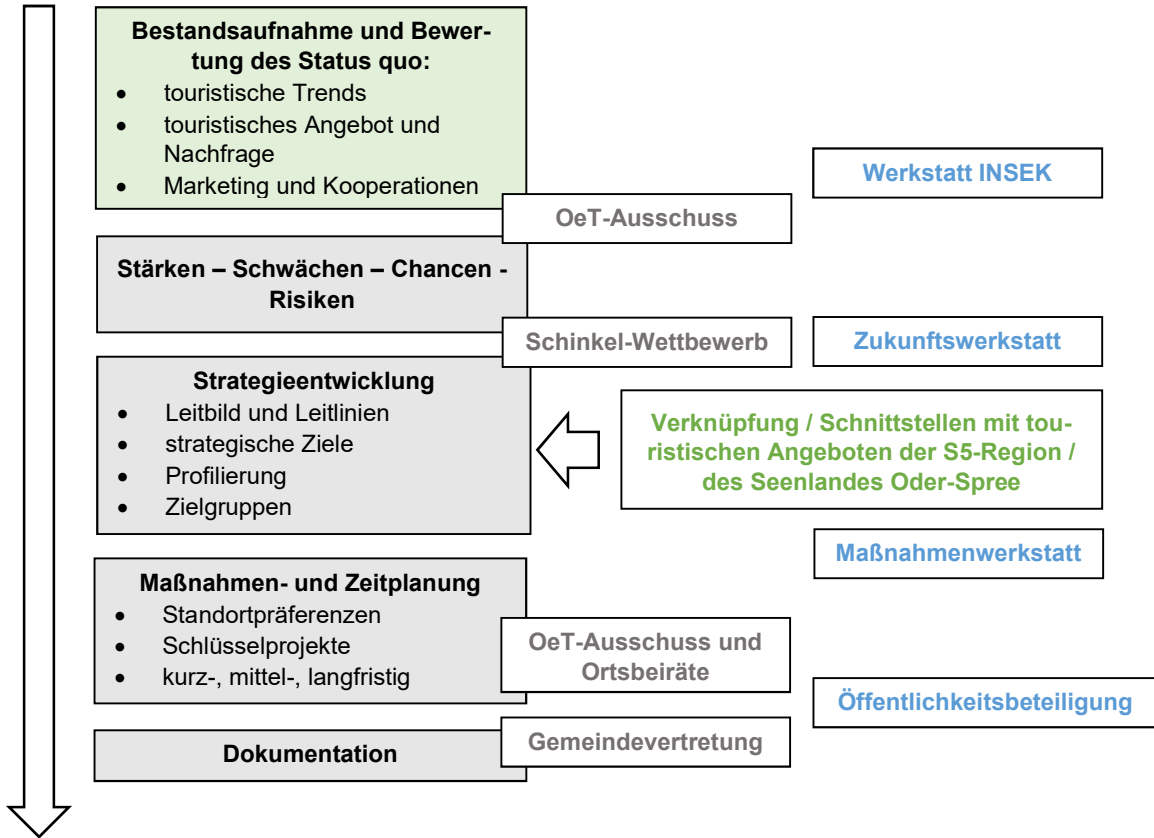 Bestandsaufnahme und Bewer-
tung des Status quo:
• touristische Trends
• touristisches Angebot und
Nachfrage
• Marketing und Kooperationen
Werkstatt INSEK
OeT-Ausschuss
Stärken – Schwächen – Chancen -
Risiken
Schinkel-Wettbewerb
Zukunftswerkstatt
Strategieentwicklung
• Leitbild und Leitlinien
• strategische Ziele
• Profilierung
• Zielgruppen
Verknüpfung / Schnittstellen mit tou-
ristischen Angeboten der S5-Region /
des Seenlandes Oder-Spree
Maßnahmenwerkstatt
Maßnahmen- und Zeitplanung
• Standortpräferenzen
• Schlüsselprojekte
• kurz-, mittel-, langfristig
OeT-Ausschuss und
Ortsbeiräte
Öffentlichkeitsbeteiligung
Gemeindevertretung
Dokumentation